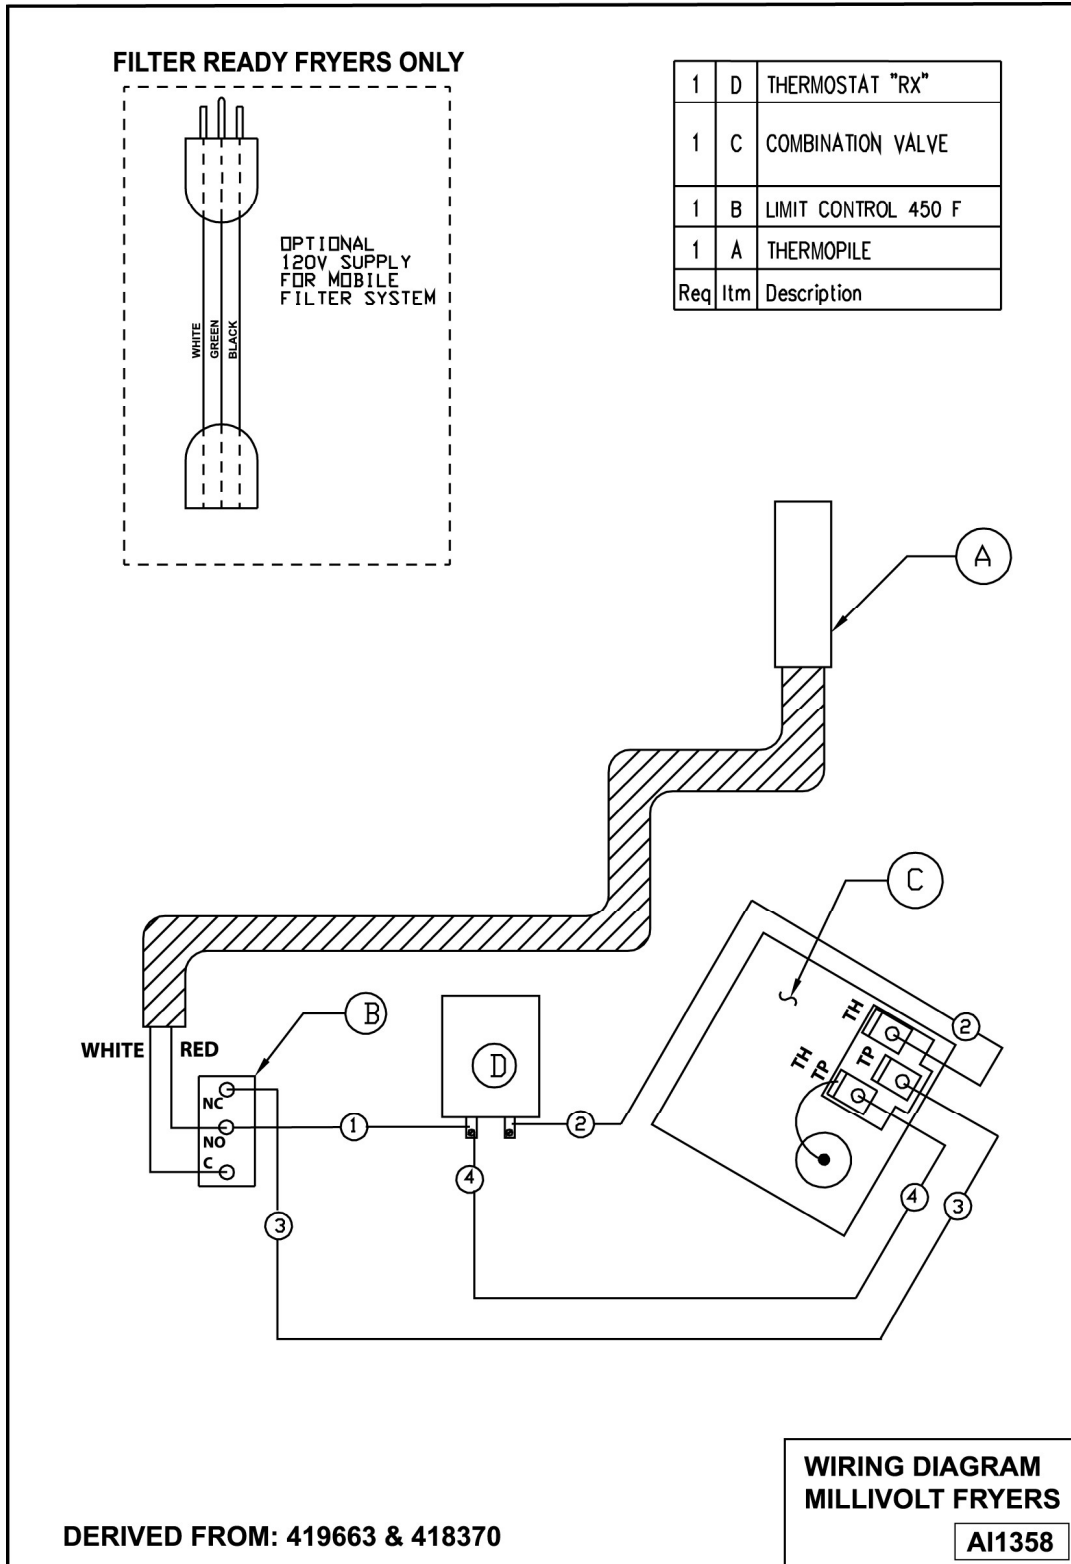 FILTER READY FRYERS ONLY
OPTIONAL
120V SUPPLY
FOR MOBILE
FILTER SYSTEM
WHITE
GREEN
BLACK
1 D THERMOSTAT "RX"
1 C COMBINATION VALVE
1 B LIMIT CONTROL 450 F
1 A THERMOPILE
Req Itm Description
A
C
B
D
WHITE RED
NC
NO
C
1
2
3
4
TH
TP
TH
TP
2
4
3
WIRING DIAGRAM
MILLIVOLT FRYERS
AI1358
DERIVED FROM: 419663 & 418370